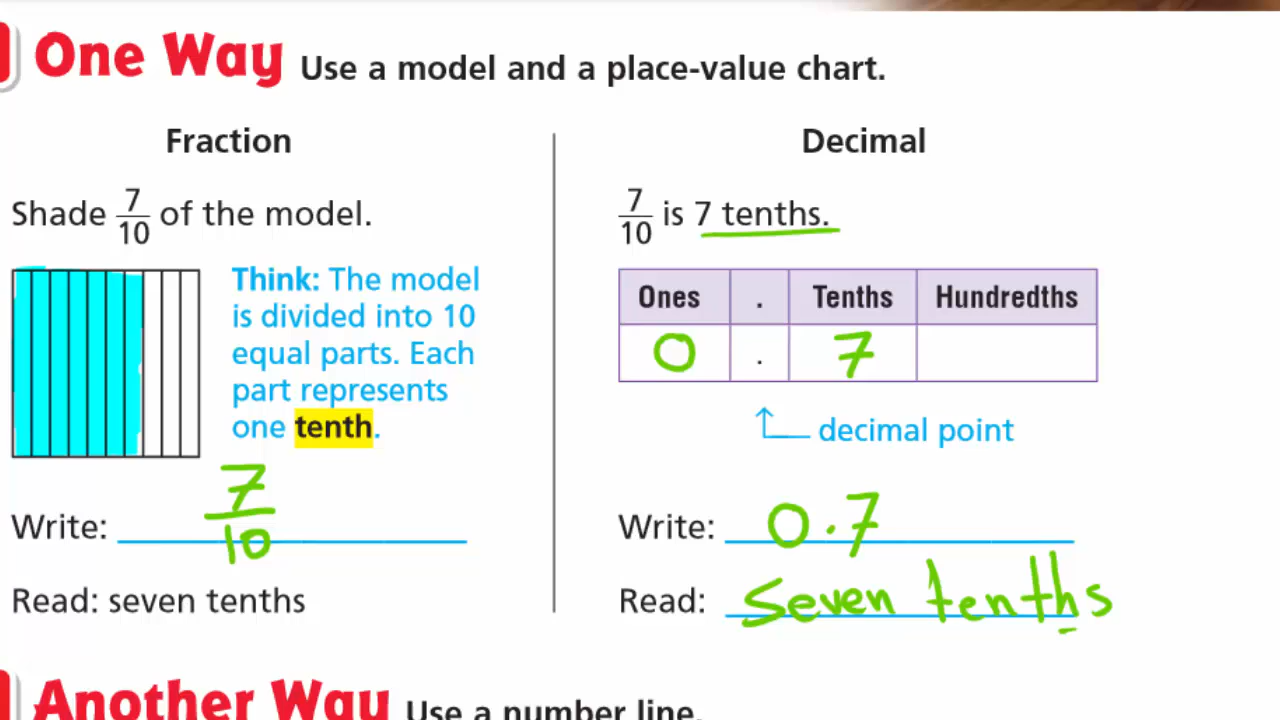 One Way Use a model and a place-value chart.
Fraction
Shade 7/10 of the model.
Think: The model
is divided into 10
equal parts. Each
part represents
one tenth.
Write: 7/10
Read: seven tenths
Decimal
7/10 is 7 tenths.
Ones . Tenths Hundredths
0 . 7
decimal point
Write: 0.7
Read: seven tenths
Another Way Use a number line.